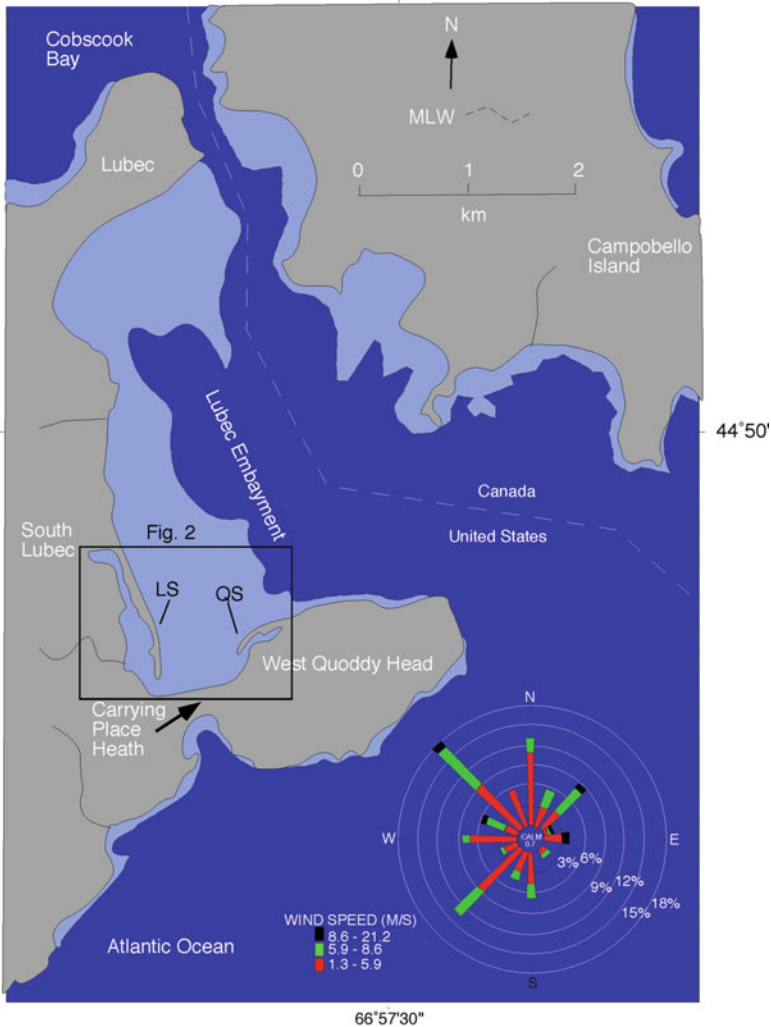 Cobscook
Bay
N
MLW
Lubec
0 1 2
km
Campobello
Island
44°50'
Lubec Embayment
Canada
United States
South
Lubec
Fig. 2
LS
QS
West Quoddy Head
Carrying
Place
Heath
N
W
CALM
0.7
E
3% 6%
9% 12%
15% 18%
S
WIND SPEED (M/S)
8.6 - 21.2
5.9 - 8.6
1.3 - 5.9
Atlantic Ocean
66°57'30"